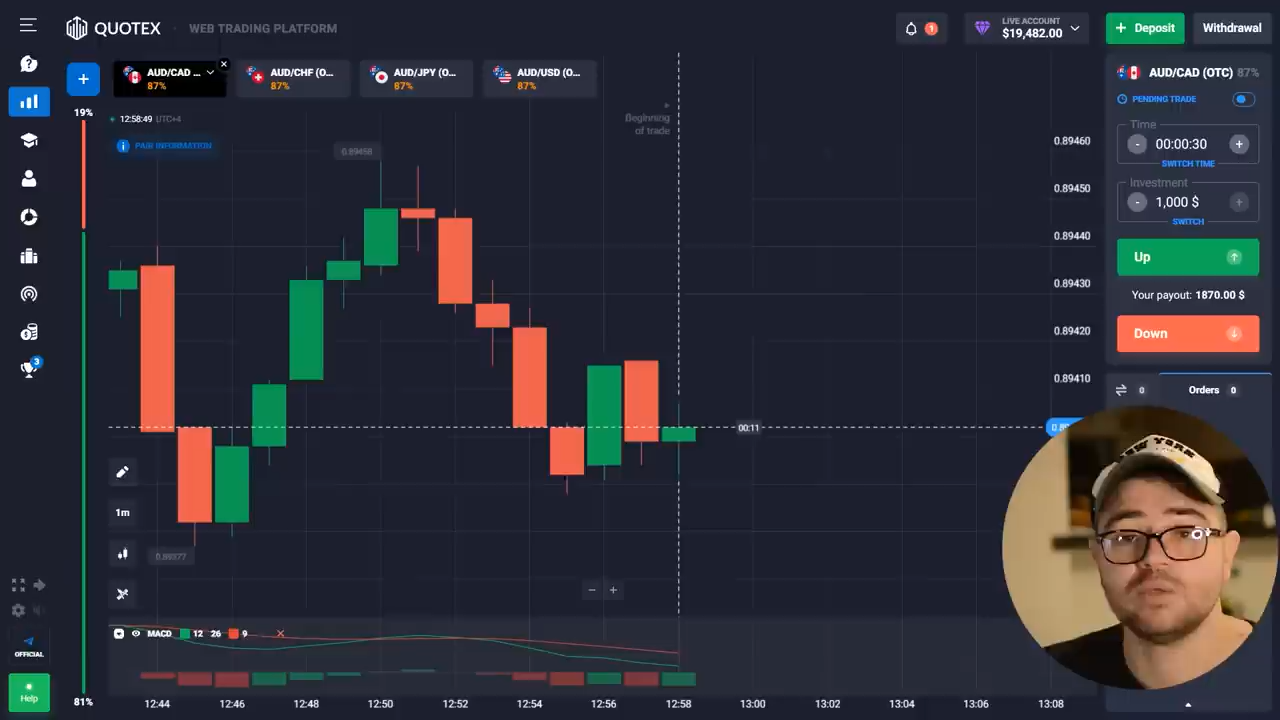 QUOTEX
WEB TRADING PLATFORM
1
LIVE ACCOUNT
$19,482.00
+ Deposit
Withdrawal
+
AUD/CAD ...
87%
AUD/CHF (O...
87%
AUD/JPY (O...
87%
AUD/USD (O...
87%
19%
12:58:49 UTC+4
PAIR INFORMATION
Beginning
of trade
0.89458
0.89460
0.89450
0.89440
0.89430
0.89420
0.89410
00:11
1m
0.89377
MACD 12 26 9
81%
12:44 12:46 12:48 12:50 12:52 12:54 12:56 12:58 13:00 13:02 13:04 13:06 13:08
3
OFFICIAL
Help
AUD/CAD (OTC) 87%
PENDING TRADE
Time
- 00:00:30 +
SWITCH TIME
Investment
- 1,000 $ +
SWITCH
Up
Your payout: 1870.00 $
Down
0
Orders 0
NEW YORK